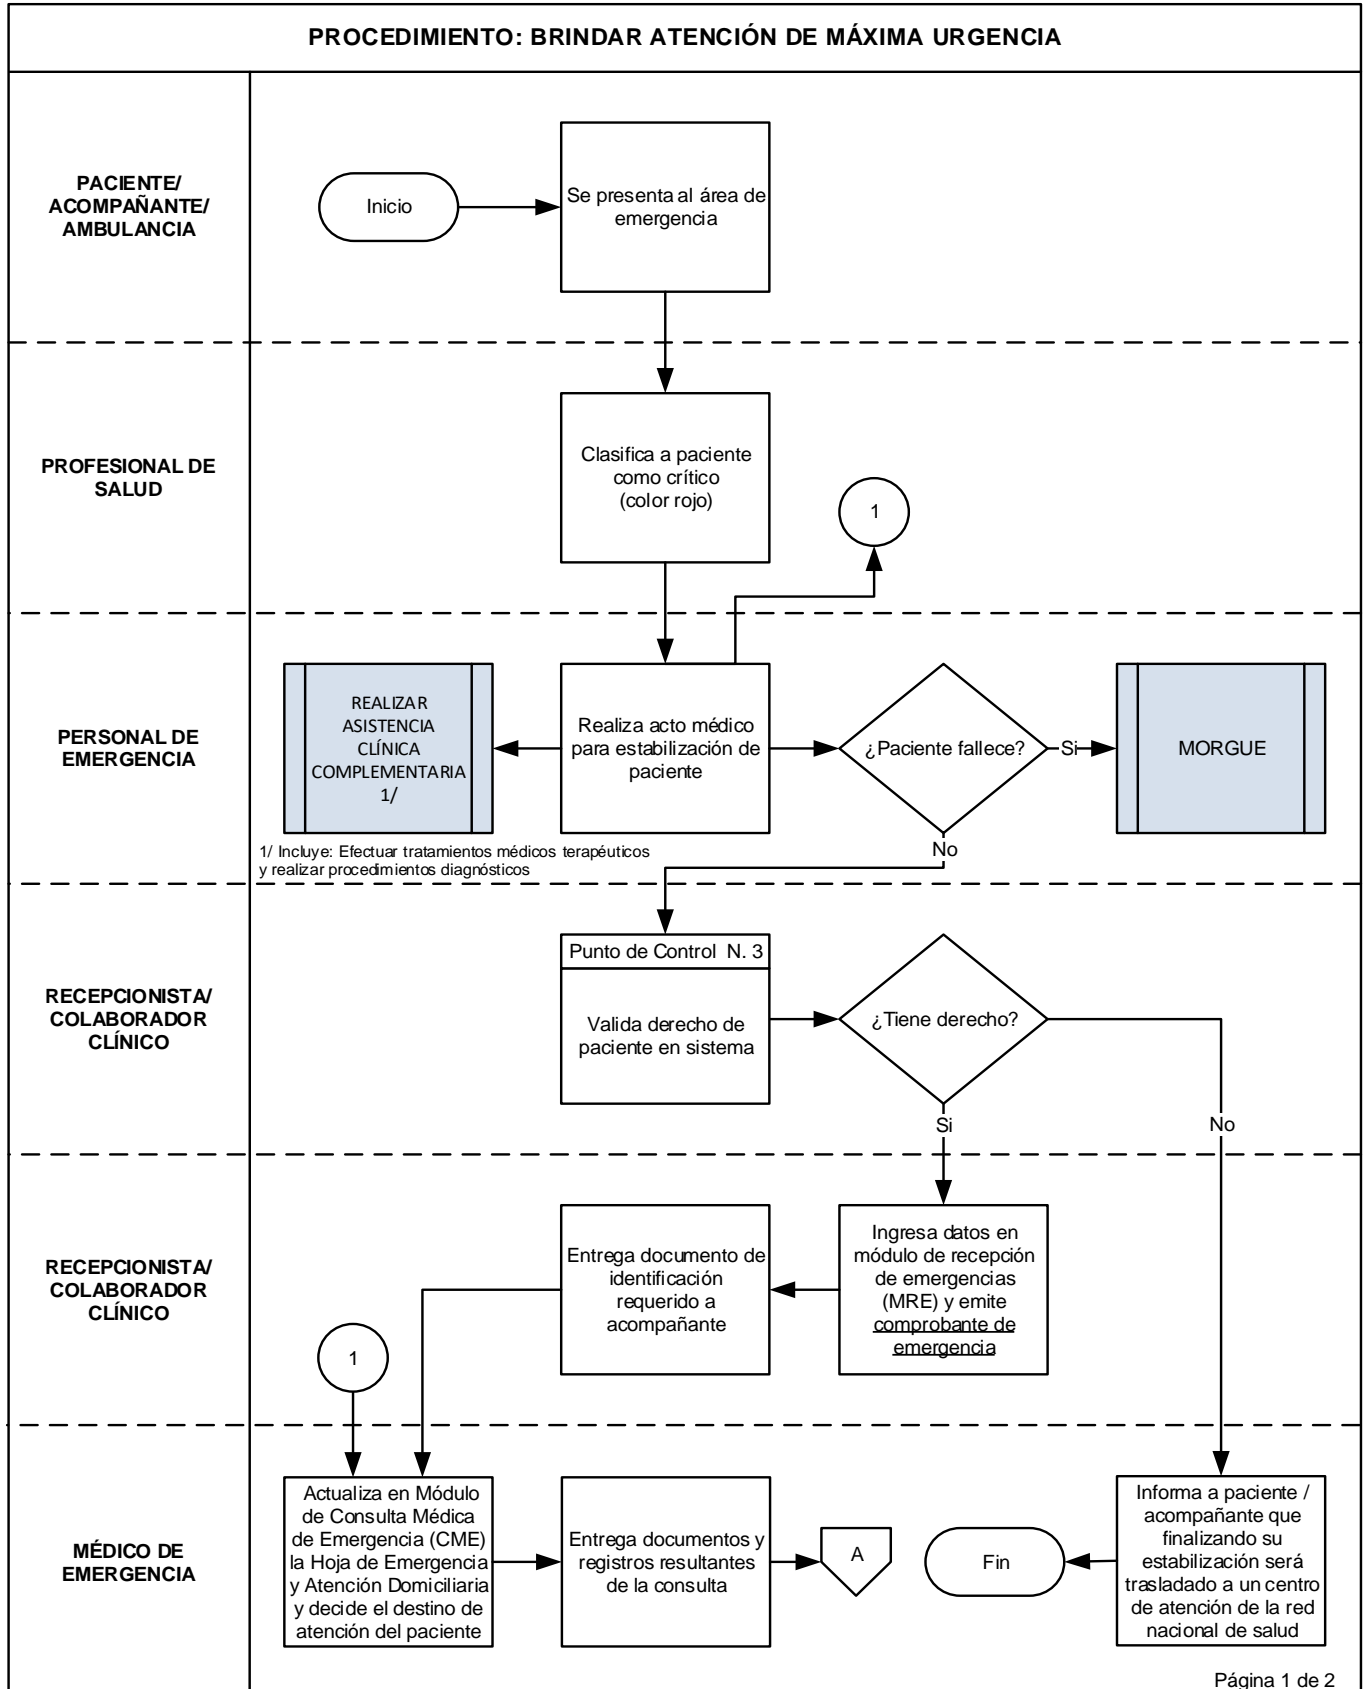 PROCEDIMIENTO: BRINDAR ATENCIÓN DE MÁXIMA URGENCIA
PACIENTE/
ACOMPAÑANTE/
AMBULANCIA
Inicio
Se presenta al área de
emergencia
PROFESIONAL DE
SALUD
Clasifica a paciente
como crítico
(color rojo)
1
PERSONAL DE
EMERGENCIA
REALIZAR
ASISTENCIA
CLÍNICA
COMPLEMENTARIA
1/
Realiza acto médico
para estabilización de
paciente
¿Paciente fallece?
Si
MORGUE
1/ Incluye: Efectuar tratamientos médicos terapéuticos
y realizar procedimientos diagnósticos
No
RECEPCIONISTA/
COLABORADOR
CLÍNICO
Punto de Control N. 3
Valida derecho de
paciente en sistema
¿Tiene derecho?
Si
No
RECEPCIONISTA/
COLABORADOR
CLÍNICO
Entrega documento de
identificación
requerido a
acompañante
Ingresa datos en
módulo de recepción
de emergencias
(MRE) y emite
comprobante de
emergencia
1
MÉDICO DE
EMERGENCIA
Actualiza en Módulo
de Consulta Médica
de Emergencia (CME)
la Hoja de Emergencia
y Atención Domiciliaria
y decide el destino de
atención del paciente
Entrega documentos y
registros resultantes
de la consulta
A
Fin
Informa a paciente /
acompañante que
finalizando su
estabilización será
trasladado a un centro
de atención de la red
nacional de salud
Página 1 de 2